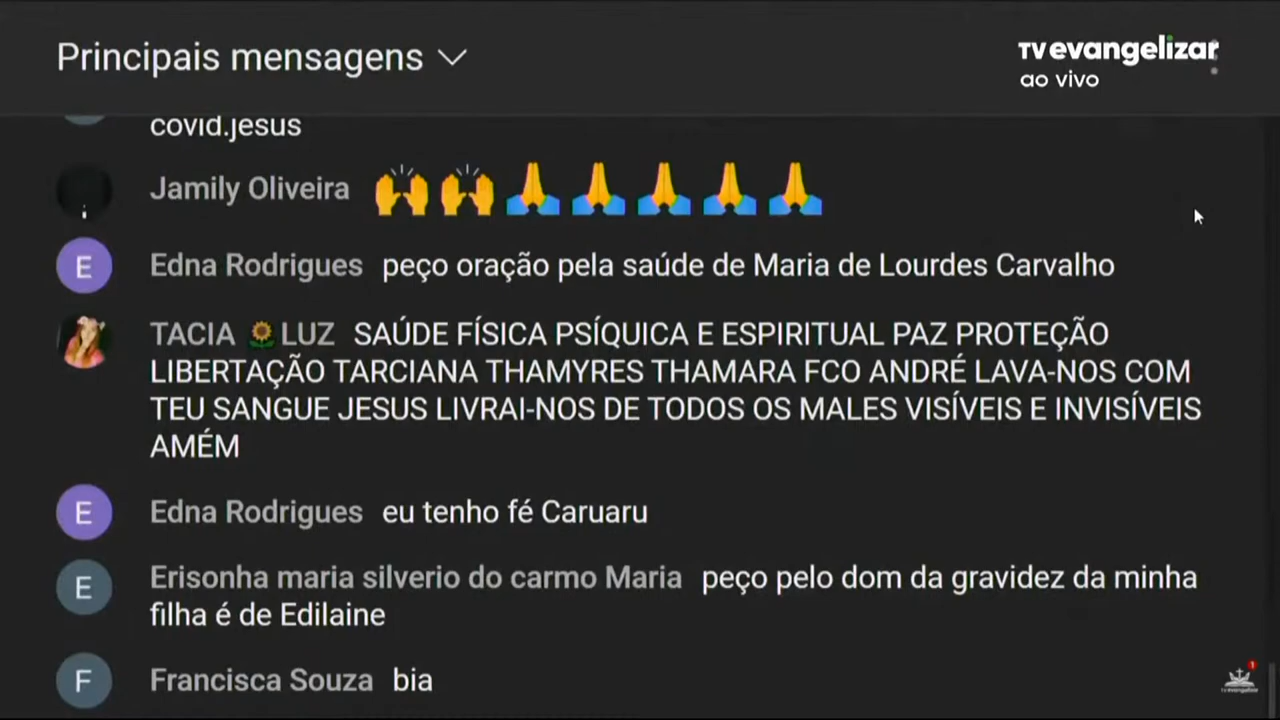 Principais mensagens
TV evangelizar
ao vivo
covid.jesus
Jamily Oliveira 🙌🙌🙏🙏🙏🙏🙏
E Edna Rodrigues peço oração pela saúde de Maria de Lourdes Carvalho
TACIA 🌻LUZ SAÚDE FÍSICA PSÍQUICA E ESPIRITUAL PAZ PROTEÇÃO
LIBERTAÇÃO TARCIANA THAMYRES THAMARA FCO ANDRÉ LAVA-NOS COM
TEU SANGUE JESUS LIVRAI-NOS DE TODOS OS MALES VISÍVEIS E INVISÍVEIS
AMÉM
E Edna Rodrigues eu tenho fé Caruaru
E Erisonha maria silverio do carmo Maria peço pelo dom da gravidez da minha
filha é de Edilaine
F Francisca Souza bia
1
TV evangelizar